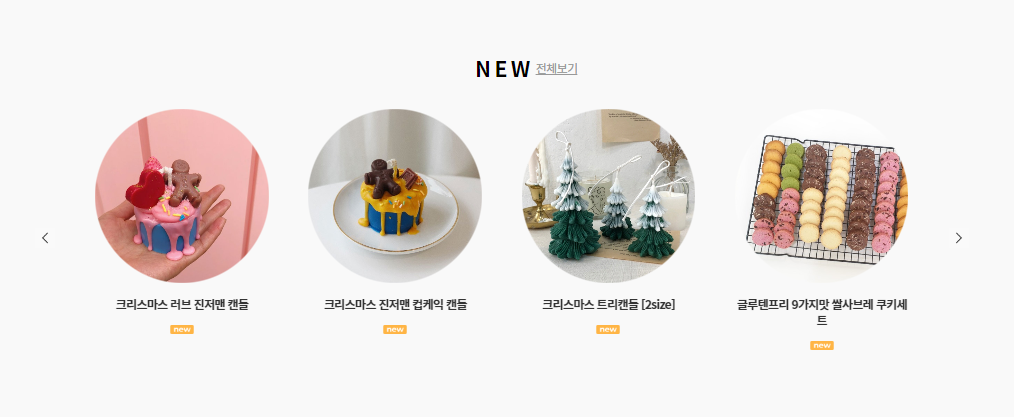 NEW 전체보기
크리스마스 러브 진저맨 캔들
크리스마스 진저맨 컵케익 캔들
크리스마스 트리캔들 [2size]
글루텐프리 9가지맛 쌀사브레 쿠키세
트
new
new
new
new